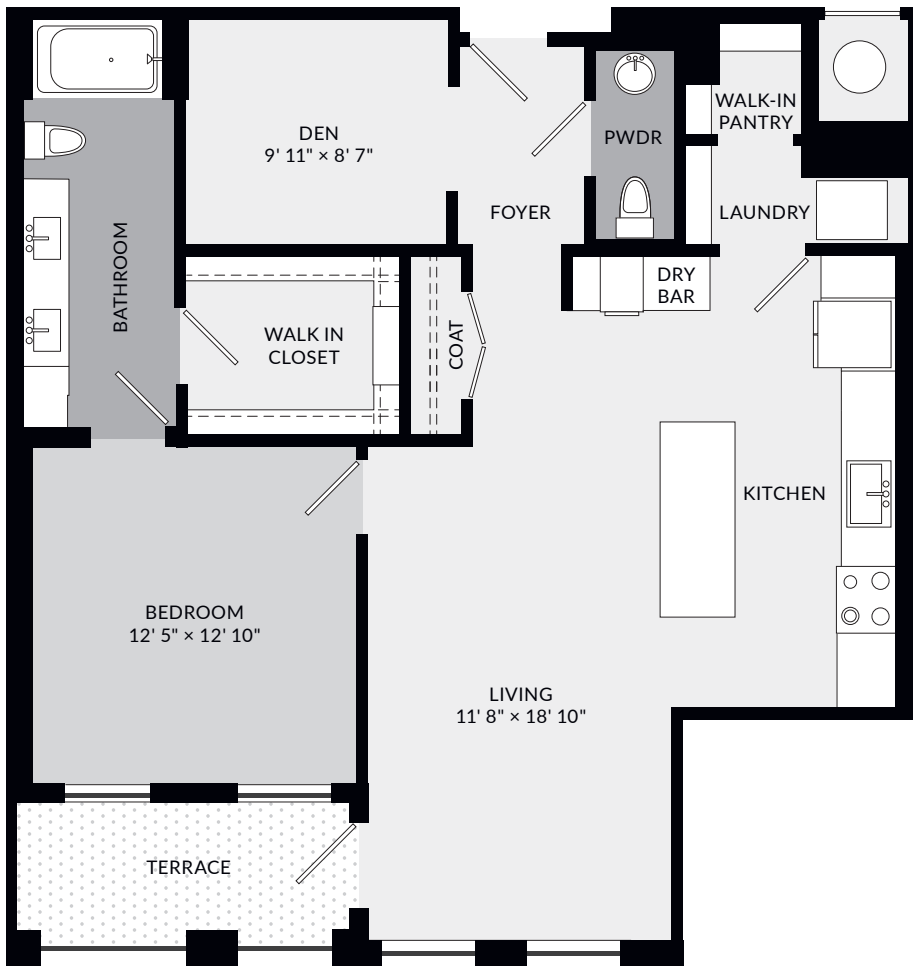 WALK-IN
PANTRY
DEN
9' 11" × 8' 7"
PWDR
FOYER
LAUNDRY
BATHROOM
DRY
BAR
WALK IN
CLOSET
COAT
KITCHEN
BEDROOM
12' 5" × 12' 10"
LIVING
11' 8" × 18' 10"
TERRACE